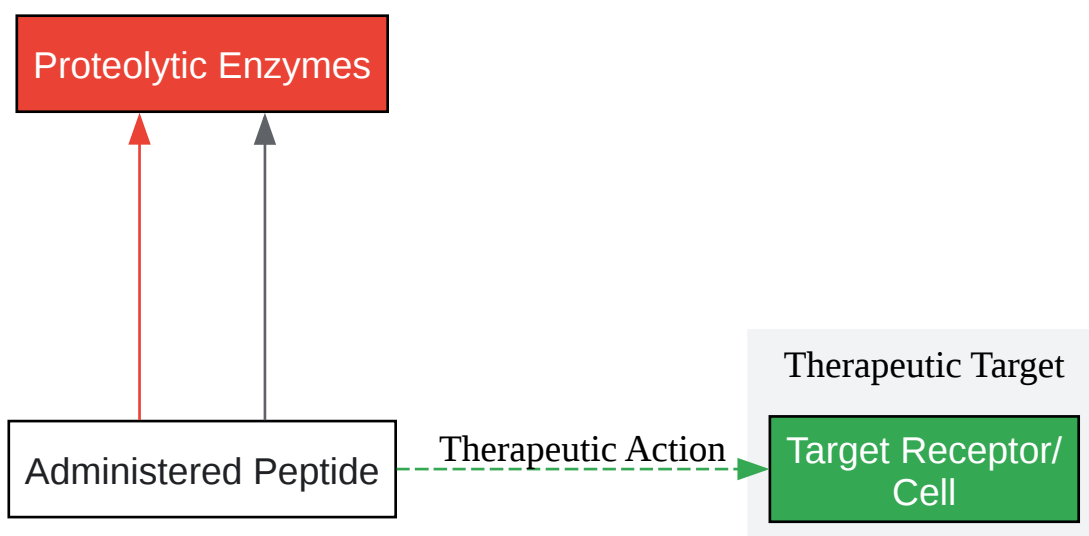 Proteolytic Enzymes
Therapeutic Target
Administered Peptide
Therapeutic Action
Target Receptor/
Cell